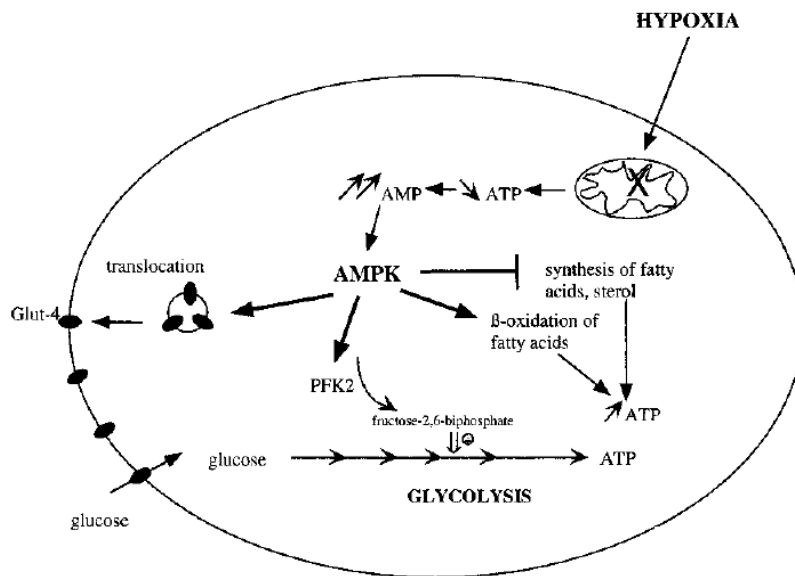 HYPOXIA
AMP
ATP
translocation
AMPK
synthesis of fatty
acids, sterol
Glut-4
ß-oxidation of
fatty acids
PFK2
ATP
fructose-2,6-biphosphate
glucose
ATP
GLYCOLYSIS
glucose